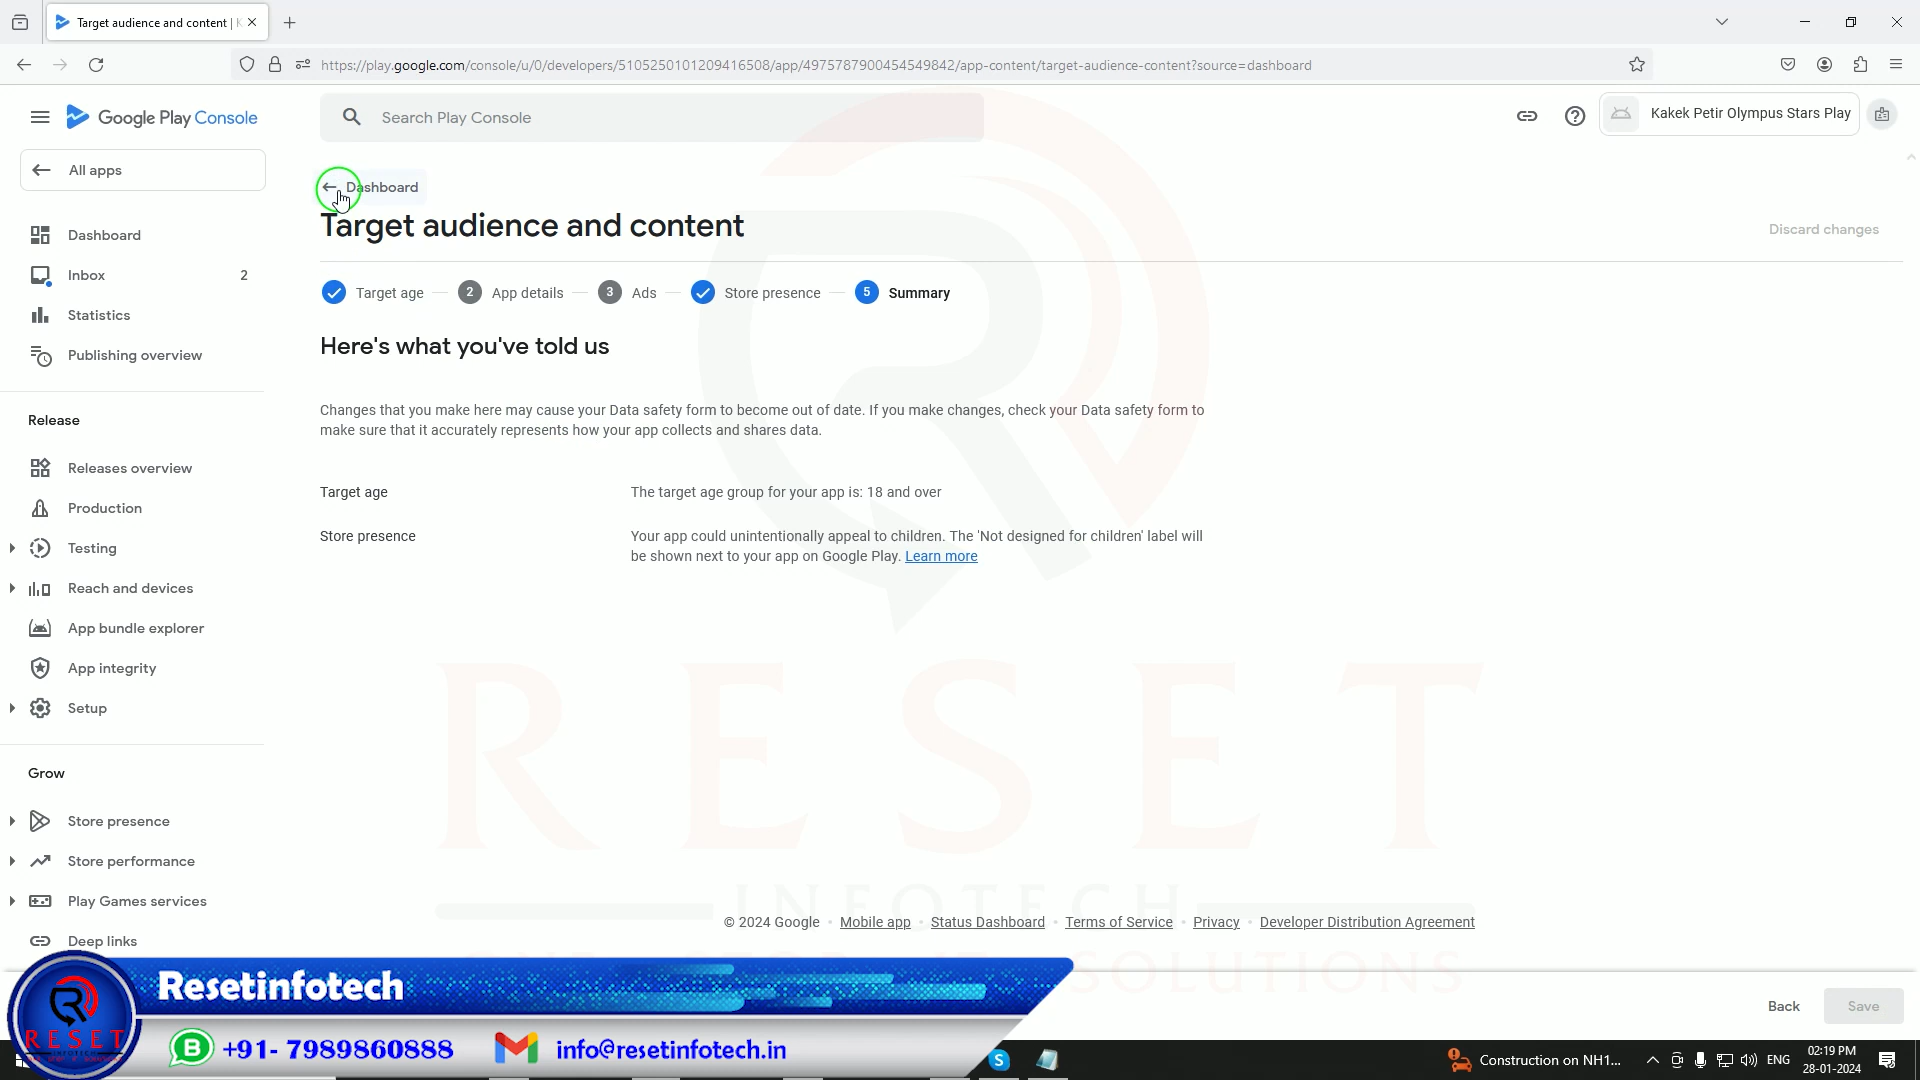 Target audience and content |
https://play.google.com/console/u/0/developers/5105250101209416508/app/4975787900454549842/app-content/target-audience-content?source=dashboard
Google Play Console
Search Play Console
Kakek Petir Olympus Stars Play
All apps
Dashboard
Inbox 2
Statistics
Publishing overview
Release
Releases overview
Production
Testing
Reach and devices
App bundle explorer
App integrity
Setup
Grow
Store presence
Store performance
Play Games services
Deep links
Dashboard
Target audience and content
Discard changes
Target age
2 App details
3 Ads
Store presence
5 Summary
Here's what you've told us
Changes that you make here may cause your Data safety form to become out of date. If you make changes, check your Data safety form to
make sure that it accurately represents how your app collects and shares data.
Target age
The target age group for your app is: 18 and over
Store presence
Your app could unintentionally appeal to children. The 'Not designed for children' label will
be shown next to your app on Google Play. Learn more
RESET
INFOTECH
SOLUTIONS
© 2024 Google · Mobile app · Status Dashboard · Terms of Service · Privacy · Developer Distribution Agreement
Back
Save
Resetinfotech
RESET
+91- 7989860888
info@resetinfotech.in
Construction on NH1...
ENG
02:19 PM
28-01-2024